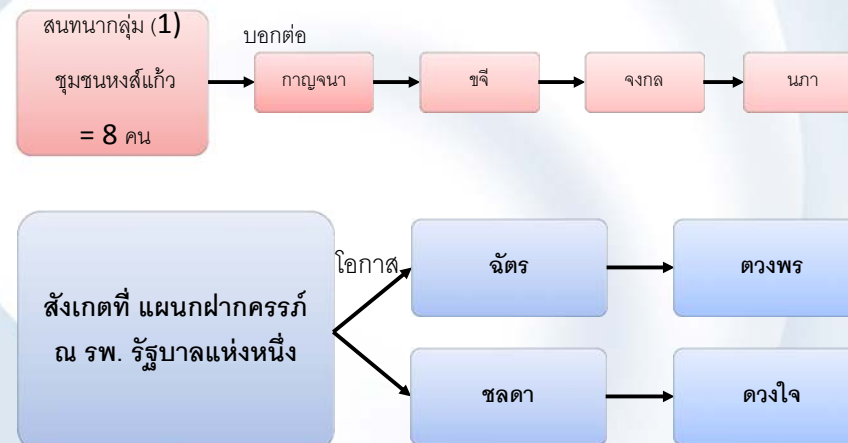 สนทนากลุ่ม (1)
ชุมชนหงส์แก้ว
= 8 คน
บอกต่อ
กาญจนา
ขจี
จงกล
นภา
สังเกตที่ แผนกฝากครรภ์
ณ รพ. รัฐบาลแห่งหนึ่ง
โอกาส
ฉัตร
ตวงพร
ชลดา
ดวงใจ